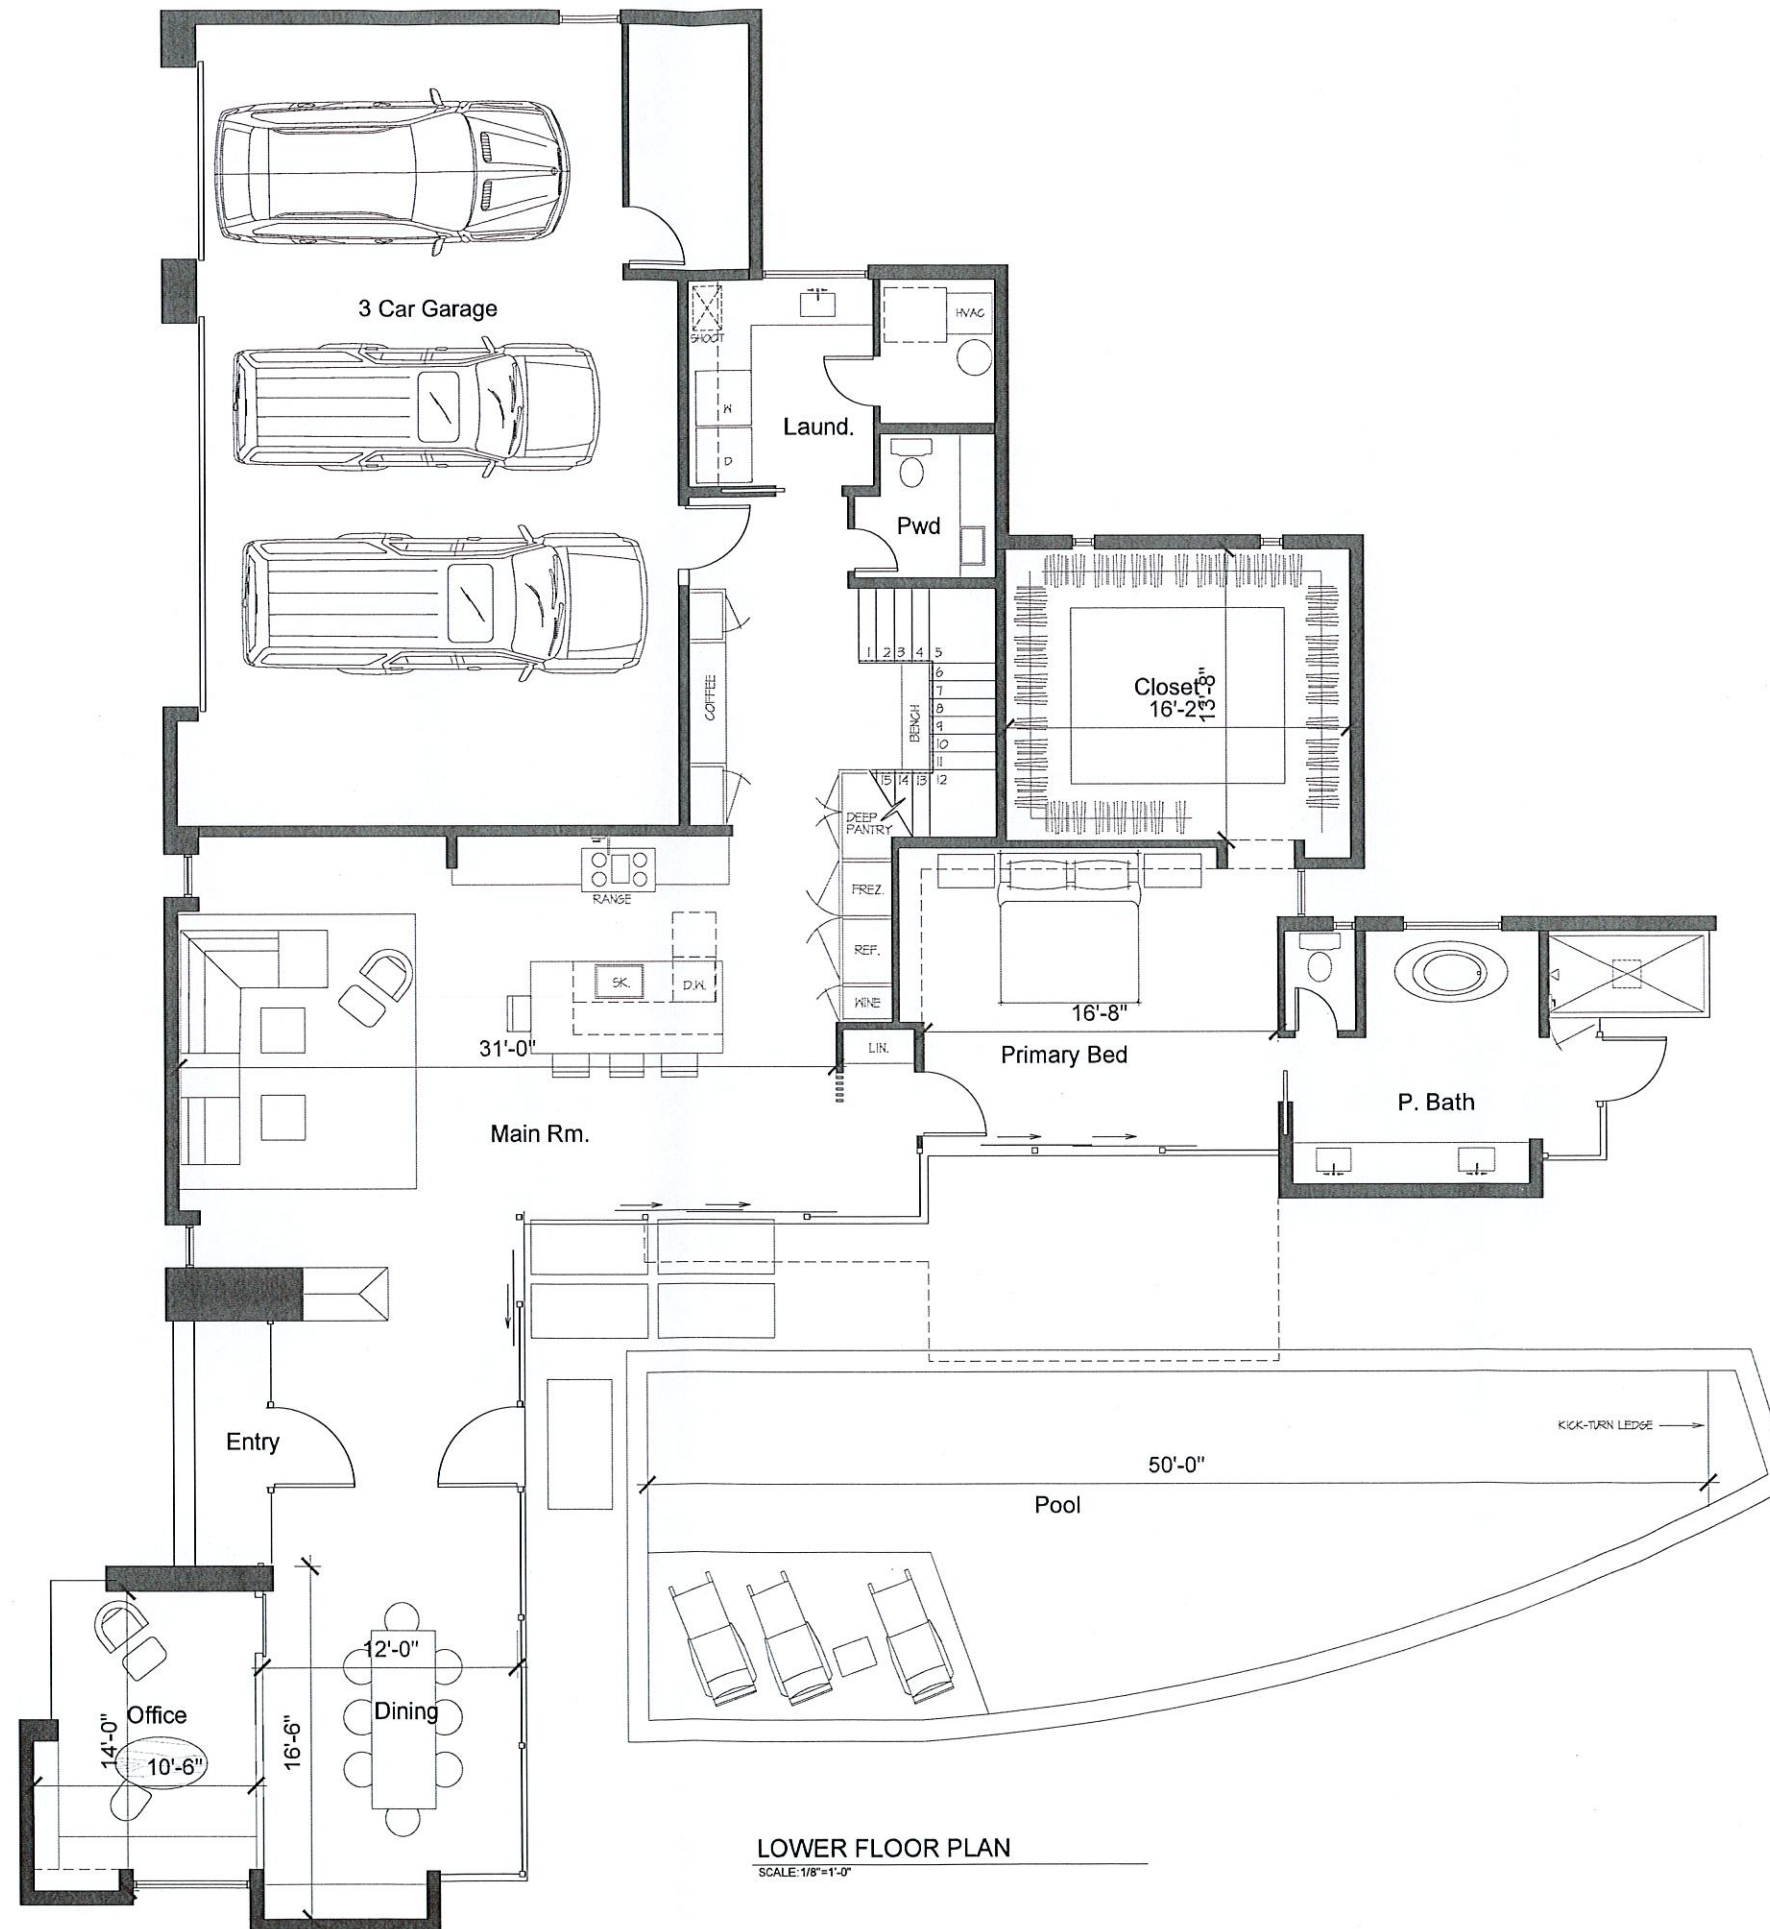 3 Car Garage
HVAC
SHOOT
W
Laund.
D
Pwd
1 2 3 4 5
6
7
8
9
10
11
15 14 13 12
BENCH
COFFEE
Closet
16'-2"
13'-8"
DEEP
PANTRY
RANGE
FREZ.
REF.
WINE
SK.
D.W.
31'-0"
LIN.
16'-8"
Primary Bed
P. Bath
Main Rm.
Entry
KICK-TURN LEDGE
50'-0"
Pool
12'-0"
Dining
16'-6"
Office
14'-0"
10'-6"
LOWER FLOOR PLAN
SCALE: 1/8"=1'-0"